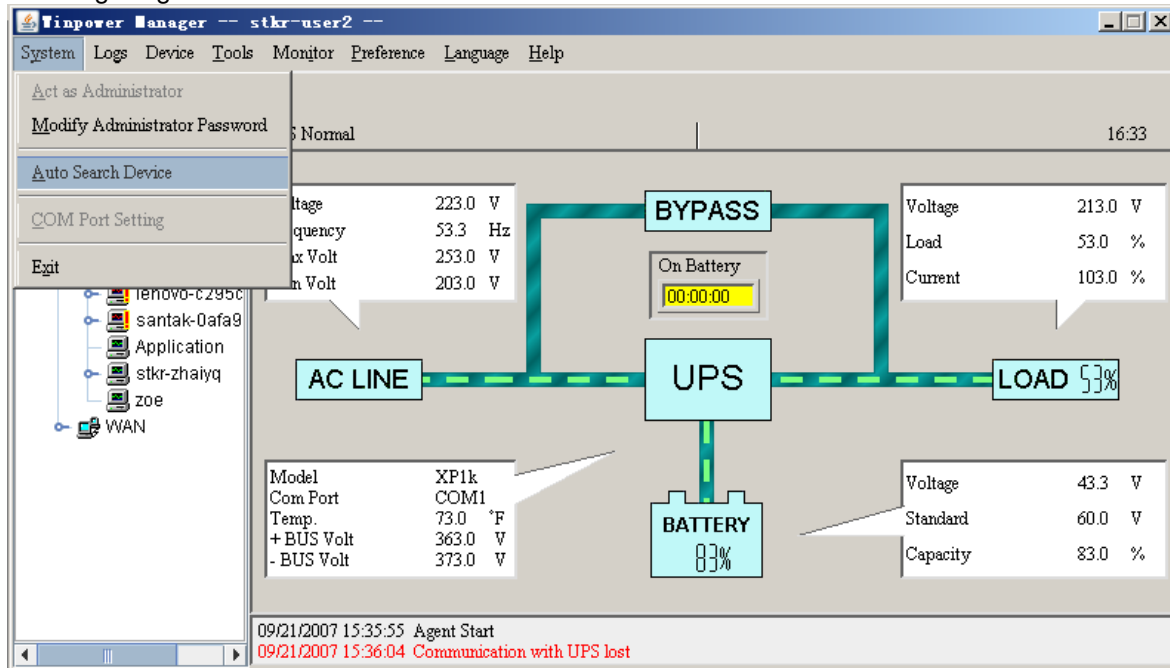 Winpower Manager -- stkr-user2 --
System Logs Device Tools Monitor Preference Language Help
Act as Administrator
Modify Administrator Password
Auto Search Device
COM Port Setting
Exit
Normal
16:33
223.0 V
53.3 Hz
Volt 253.0 V
Volt 203.0 V
BYPASS
On Battery
00:00:00
Voltage 213.0 V
Load 53.0 %
Current 103.0 %
lenovo-c295c
santak-0afa9
Application
stkr-zhaiyq
zoe
WAN
AC LINE
UPS
LOAD 53%
Model XP1k
Com Port COM1
Temp. 73.0 °F
+ BUS Volt 363.0 V
- BUS Volt 373.0 V
BATTERY
83%
Voltage 43.3 V
Standard 60.0 V
Capacity 83.0 %
09/21/2007 15:35:55 Agent Start
09/21/2007 15:36:04 Communication with UPS lost